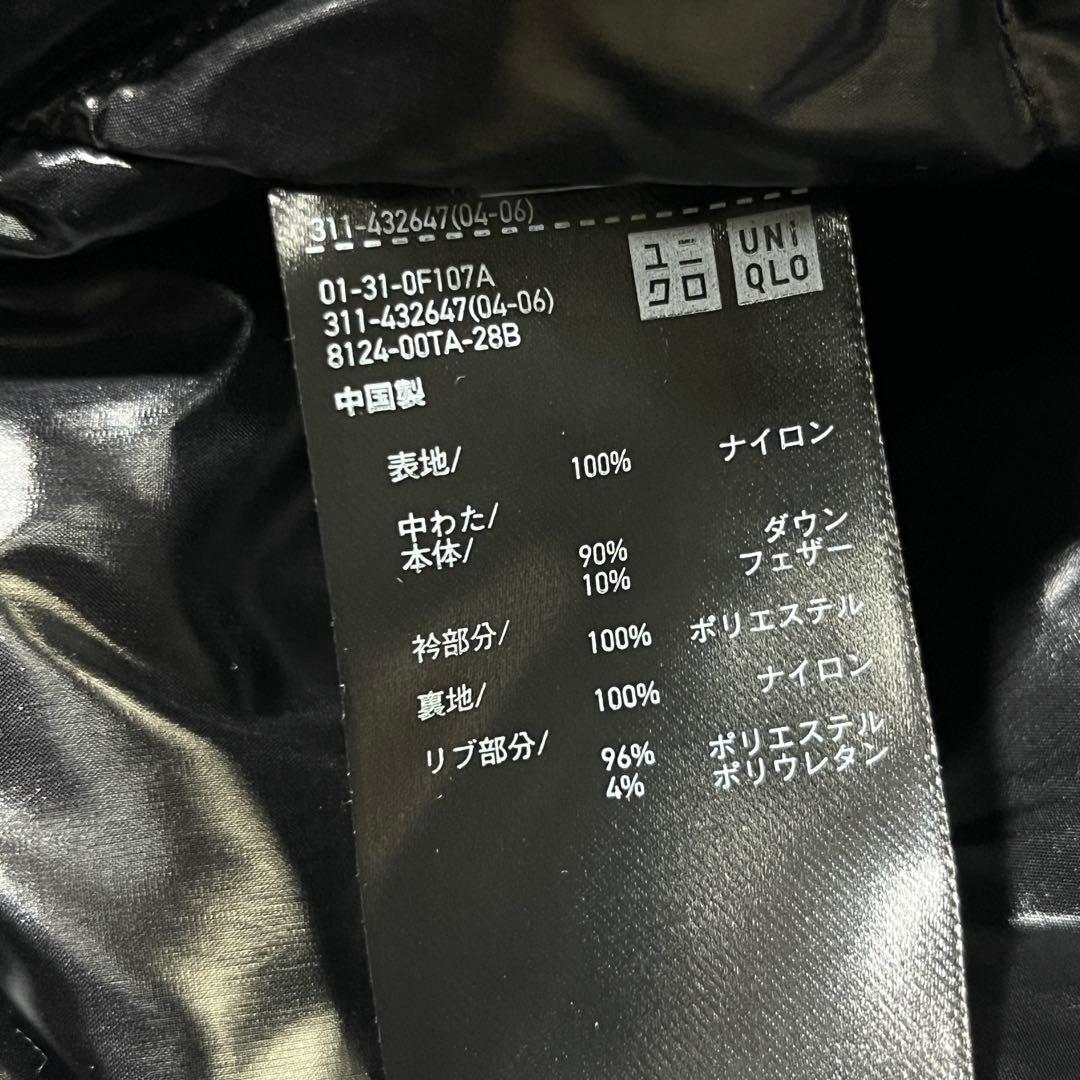 311-432647(04-06)
ユニ
クロ
UNI
QLO
01-31-0F107A
311-432647(04-06)
8124-00TA-28B
中国製
表地/ 100% ナイロン
中わた/
本体/ 90% ダウン
10% フェザー
衿部分/ 100% ポリエステル
裏地/ 100% ナイロン
リブ部分/ 96% ポリエステル
4% ポリウレタン